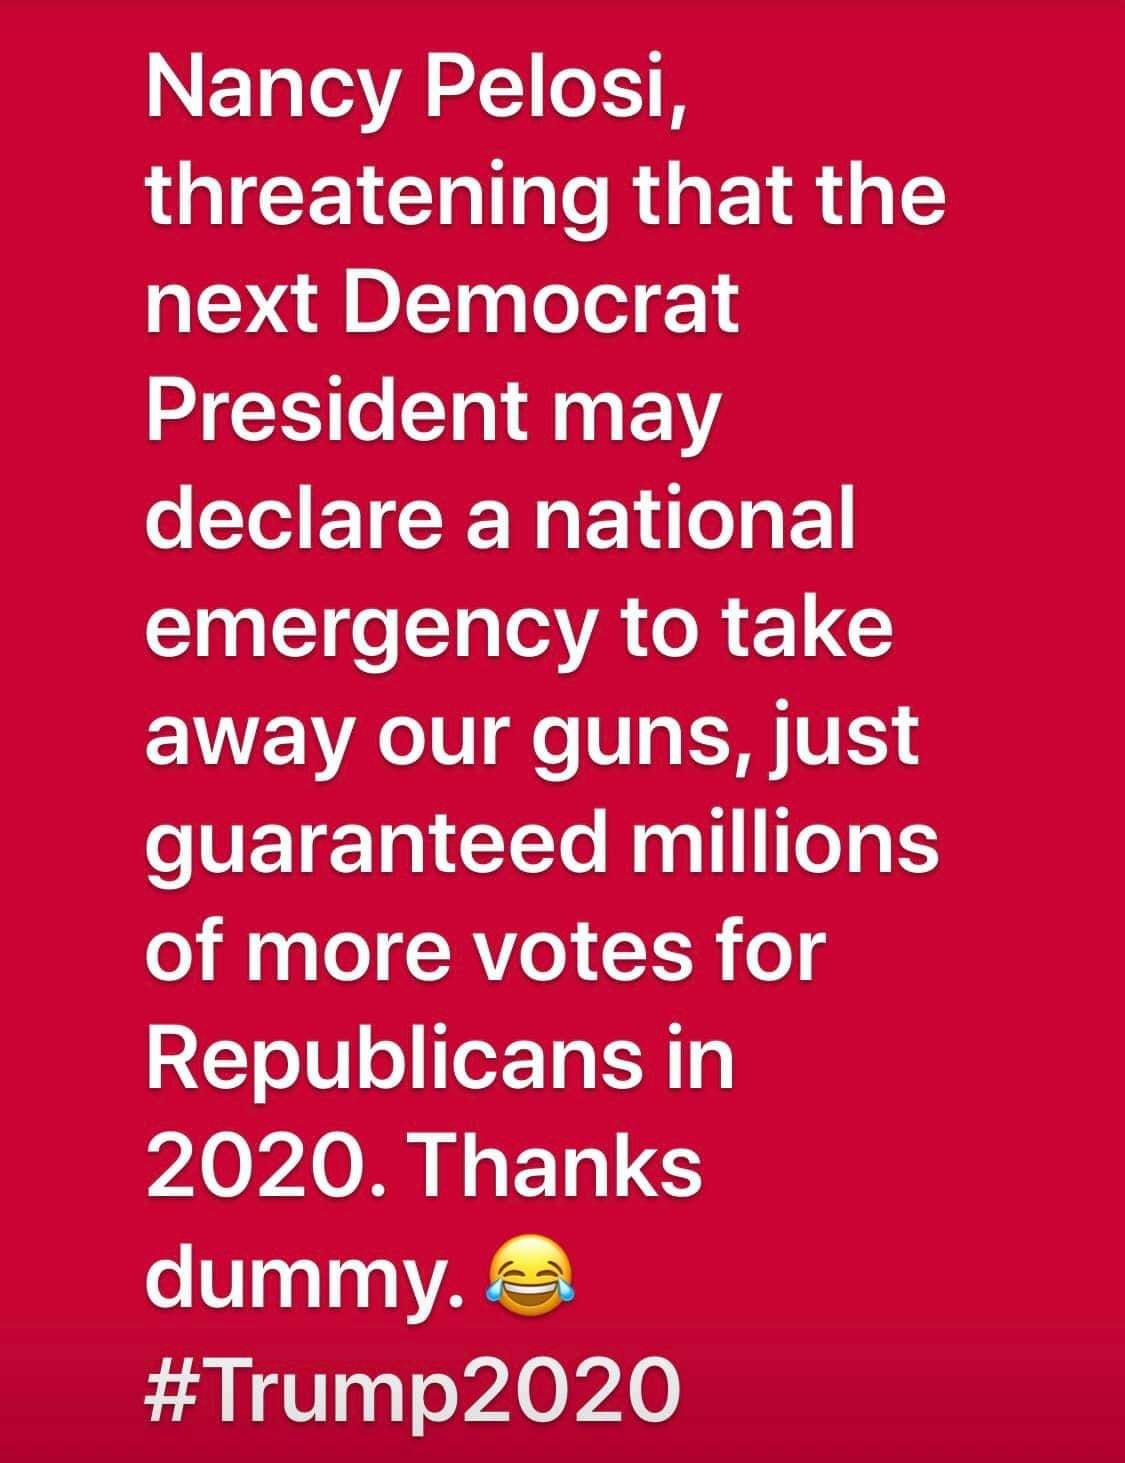 Nancy Pelosi,
threatening that the
next Democrat
President may
declare a national
emergency to take
away our guns, just
guaranteed millions
of more votes for
Republicans in
2020. Thanks
dummy. 😂
#Trump2020